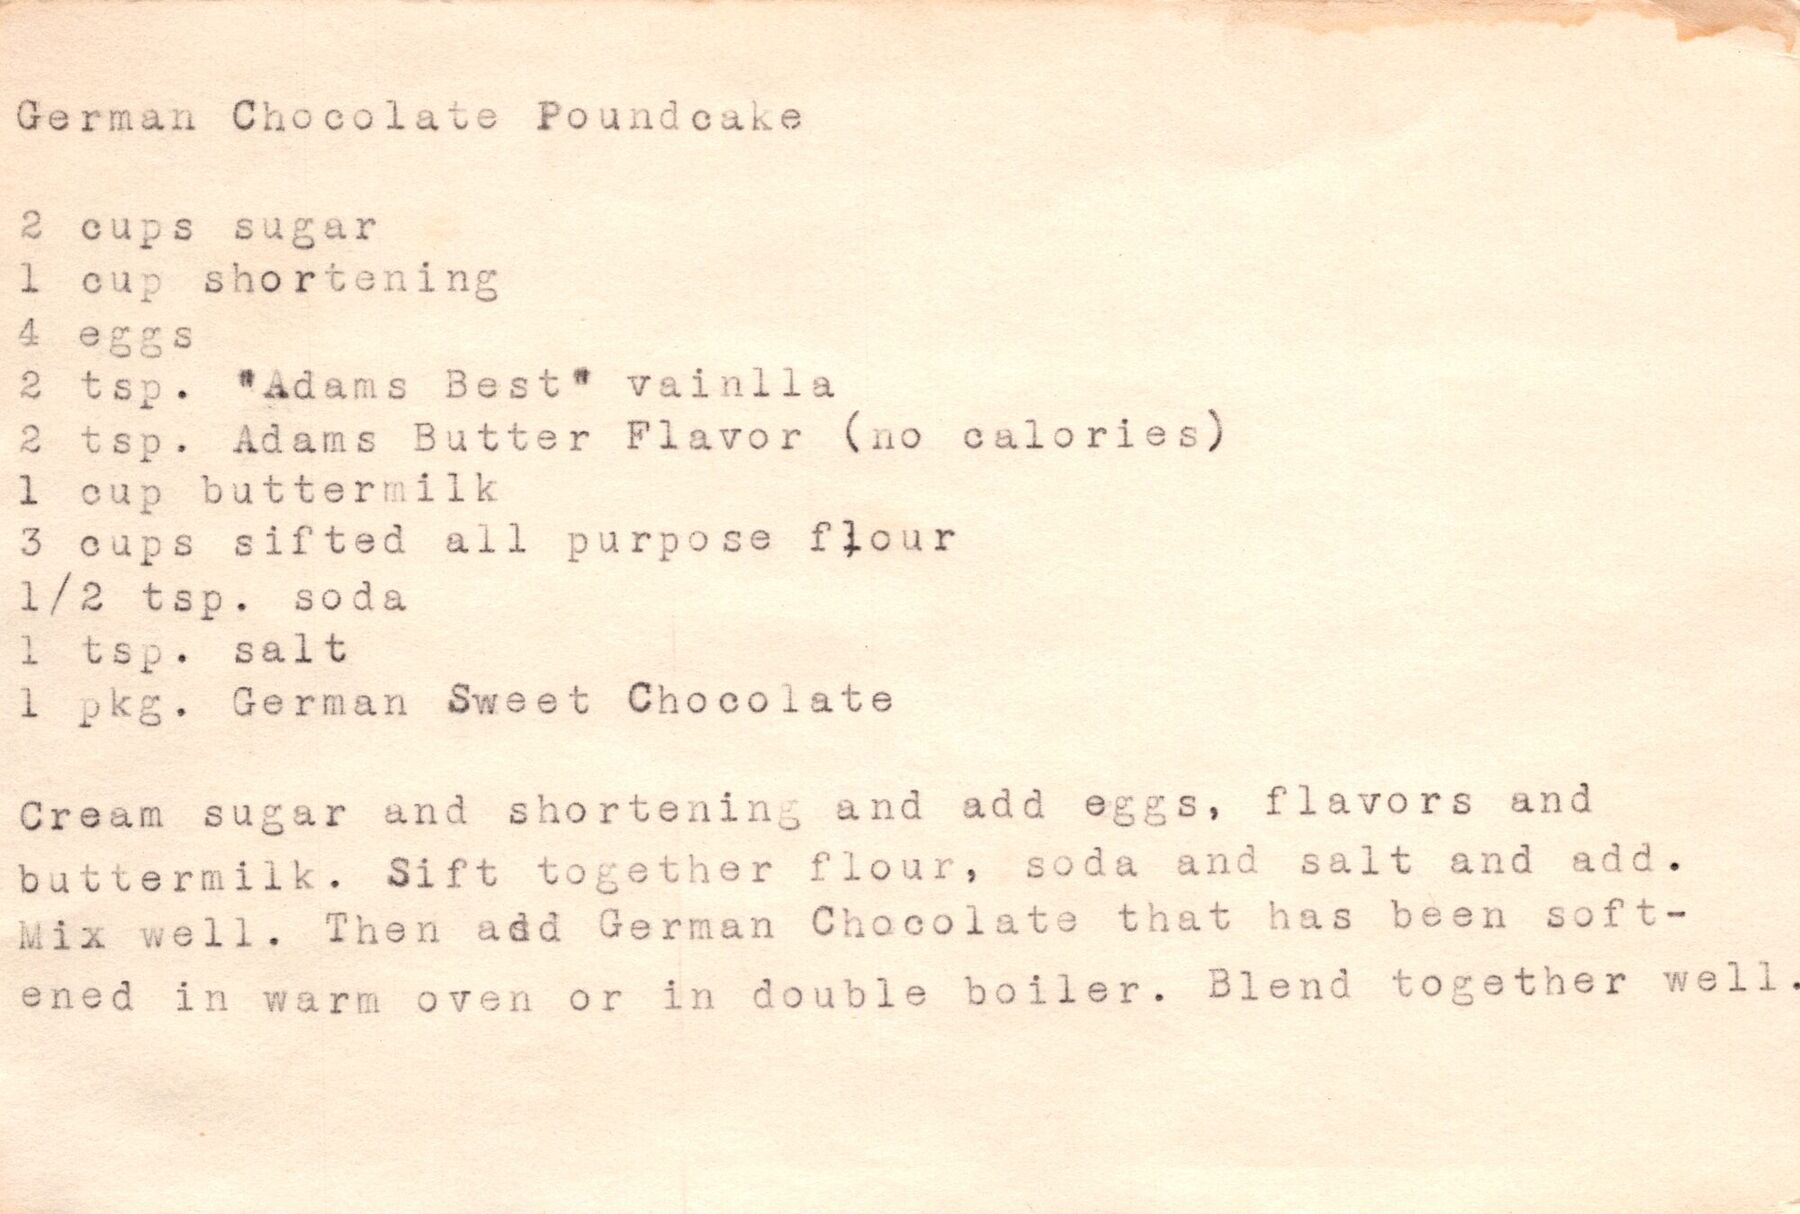 German Chocolate Poundcake
2 cups sugar
1 cup shortening
4 eggs
2 tsp. "Adams Best" vainlla
2 tsp. Adams Butter Flavor (no calories)
1 cup buttermilk
3 cups sifted all purpose flour
1/2 tsp. soda
1 tsp. salt
1 pkg. German Sweet Chocolate
Cream sugar and shortening and add eggs, flavors and
buttermilk. Sift together flour, soda and salt and add.
Mix well. Then add German Chocolate that has been soft-
ened in warm oven or in double boiler. Blend together well.